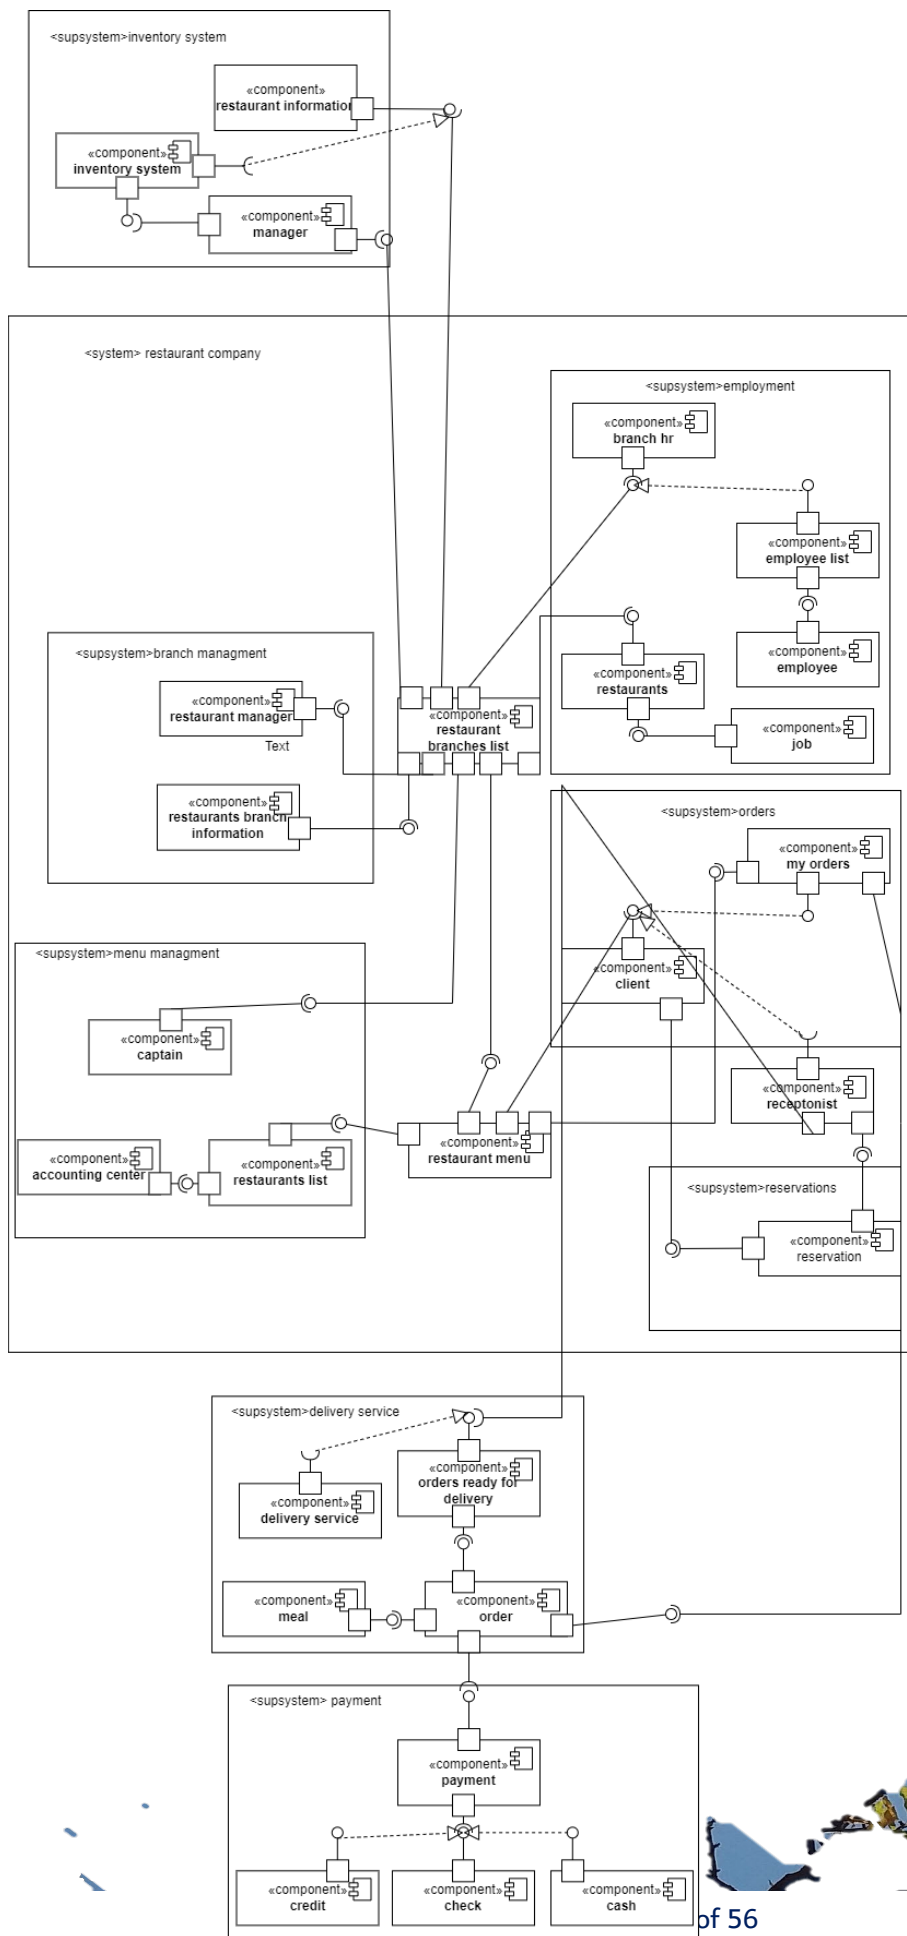 <supsystem>inventory system
«component»
restaurant information
«component»
inventory system
«component»
manager
<system> restaurant company
<supsystem>employment
«component»
branch hr
«component»
employee list
«component»
employee
«component»
restaurants
«component»
job
<supsystem>branch managment
«component»
restaurant manager
Text
«component»
restaurants branch
information
«component»
restaurant
branches list
<supsystem>orders
«component»
my orders
«component»
client
«component»
receptonist
<supsystem>menu managment
«component»
captain
«component»
accounting center
«component»
restaurants list
«component»
restaurant menu
<supsystem>reservations
«component»
reservation
<supsystem>delivery service
«component»
orders ready for
delivery
«component»
delivery service
«component»
meal
«component»
order
<supsystem> payment
«component»
payment
«component»
credit
«component»
check
«component»
cash
of 56